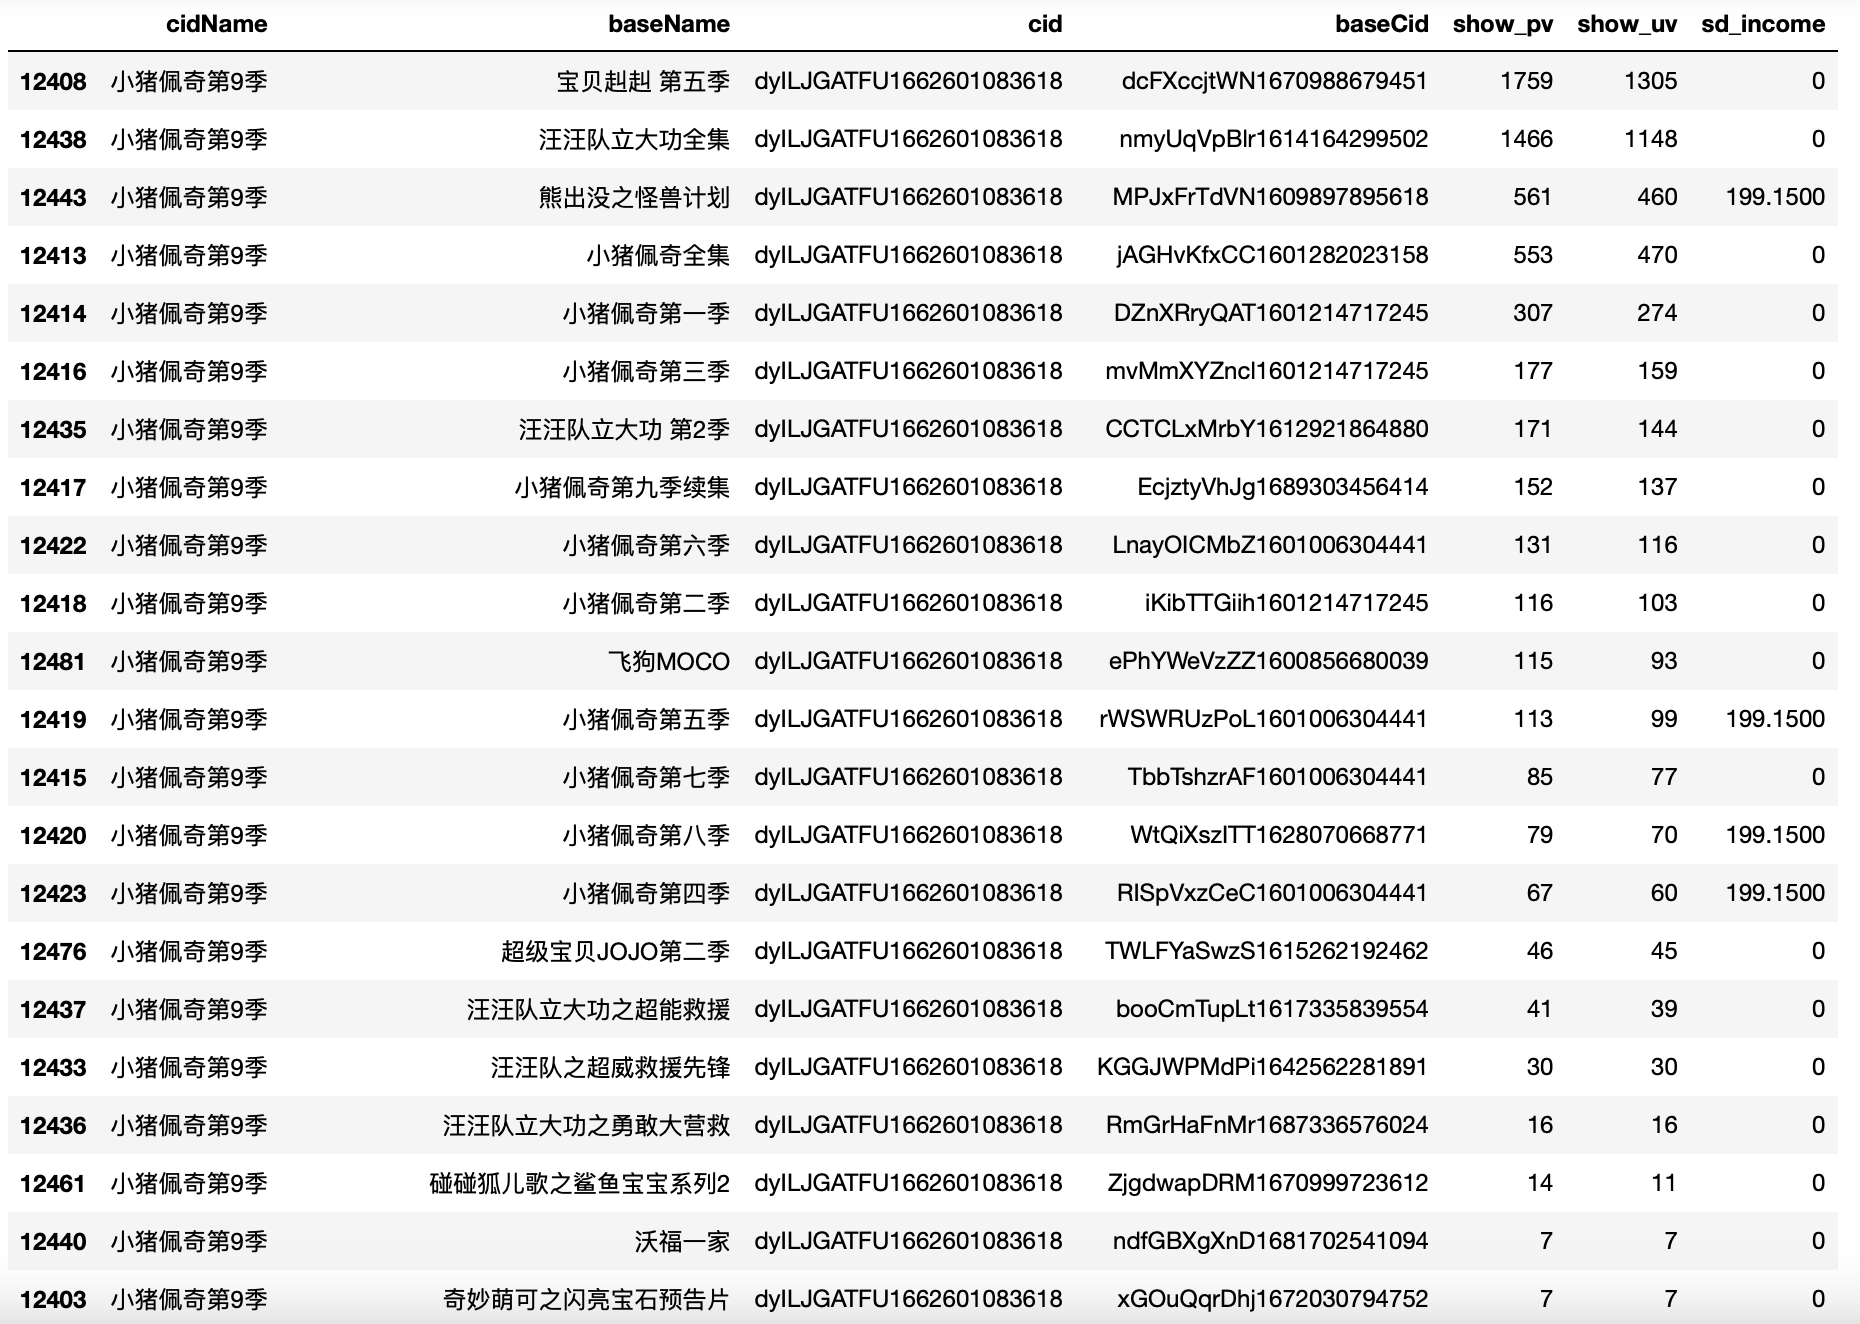 cidName baseName cid baseCid show_pv show_uv sd_income
12408 小猪佩奇第9季 宝贝赳赳 第五季 dyILJGATFU1662601083618 dcFXccjtWN1670988679451 1759 1305 0
12438 小猪佩奇第9季 汪汪队立大功全集 dyILJGATFU1662601083618 nmyUqVpBlr1614164299502 1466 1148 0
12443 小猪佩奇第9季 熊出没之怪兽计划 dyILJGATFU1662601083618 MPJxFrTdVN1609897895618 561 460 199.1500
12413 小猪佩奇第9季 小猪佩奇全集 dyILJGATFU1662601083618 jAGHvKfxCC1601282023158 553 470 0
12414 小猪佩奇第9季 小猪佩奇第一季 dyILJGATFU1662601083618 DZnXRryQAT1601214717245 307 274 0
12416 小猪佩奇第9季 小猪佩奇第三季 dyILJGATFU1662601083618 mvMmXYZncl1601214717245 177 159 0
12435 小猪佩奇第9季 汪汪队立大功 第2季 dyILJGATFU1662601083618 CCTCLxMrbY1612921864880 171 144 0
12417 小猪佩奇第9季 小猪佩奇第九季续集 dyILJGATFU1662601083618 EcjztyVhJg1689303456414 152 137 0
12422 小猪佩奇第9季 小猪佩奇第六季 dyILJGATFU1662601083618 LnayOICMbZ1601006304441 131 116 0
12418 小猪佩奇第9季 小猪佩奇第二季 dyILJGATFU1662601083618 iKibTTGiih1601214717245 116 103 0
12481 小猪佩奇第9季 飞狗MOCO dyILJGATFU1662601083618 ePhYWeVzZZ1600856680039 115 93 0
12419 小猪佩奇第9季 小猪佩奇第五季 dyILJGATFU1662601083618 rWSWRUzPoL1601006304441 113 99 199.1500
12415 小猪佩奇第9季 小猪佩奇第七季 dyILJGATFU1662601083618 TbbTshzrAF1601006304441 85 77 0
12420 小猪佩奇第9季 小猪佩奇第八季 dyILJGATFU1662601083618 WtQiXszITT1628070668771 79 70 199.1500
12423 小猪佩奇第9季 小猪佩奇第四季 dyILJGATFU1662601083618 RISpVxzCeC1601006304441 67 60 199.1500
12476 小猪佩奇第9季 超级宝贝JOJO第二季 dyILJGATFU1662601083618 TWLFYaSwzS1615262192462 46 45 0
12437 小猪佩奇第9季 汪汪队立大功之超能救援 dyILJGATFU1662601083618 booCmTupLt1617335839554 41 39 0
12433 小猪佩奇第9季 汪汪队之超威救援先锋 dyILJGATFU1662601083618 KGGJWPMdPi1642562281891 30 30 0
12436 小猪佩奇第9季 汪汪队立大功之勇敢大营救 dyILJGATFU1662601083618 RmGrHaFnMr1687336576024 16 16 0
12461 小猪佩奇第9季 碰碰狐儿歌之鲨鱼宝宝系列2 dyILJGATFU1662601083618 ZjgdwapDRM1670999723612 14 11 0
12440 小猪佩奇第9季 沃福一家 dyILJGATFU1662601083618 ndfGBXgXnD1681702541094 7 7 0
12403 小猪佩奇第9季 奇妙萌可之闪亮宝石预告片 dyILJGATFU1662601083618 xGOuQqrDhj1672030794752 7 7 0